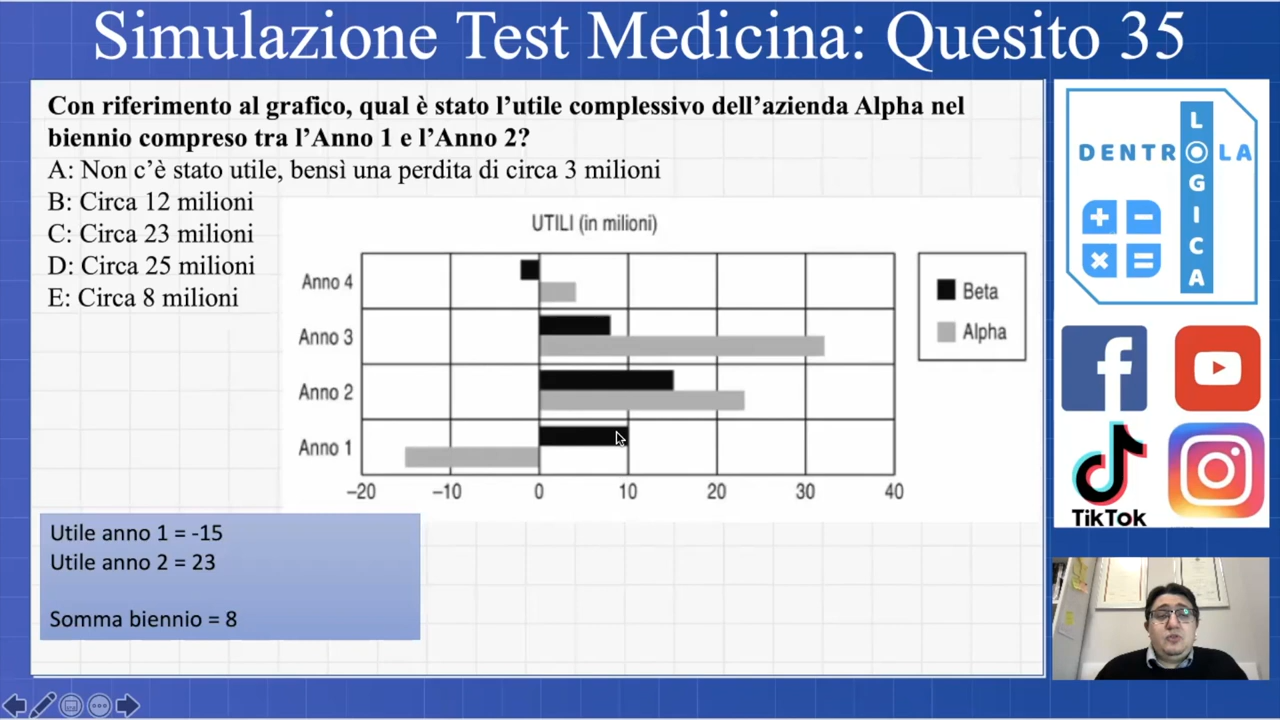 Simulazione Test Medicina: Quesito 35
Con riferimento al grafico, qual è stato l’utile complessivo dell’azienda Alpha nel
biennio compreso tra l’Anno 1 e l’Anno 2?
A: Non c’è stato utile, bensì una perdita di circa 3 milioni
B: Circa 12 milioni
C: Circa 23 milioni
D: Circa 25 milioni
E: Circa 8 milioni
UTILI (in milioni)
Anno 4
Anno 3
Anno 2
Anno 1
–20 –10 0 10 20 30 40
Beta
Alpha
Utile anno 1 = -15
Utile anno 2 = 23
Somma biennio = 8
DENTRO LA
LOGICA
TikTok